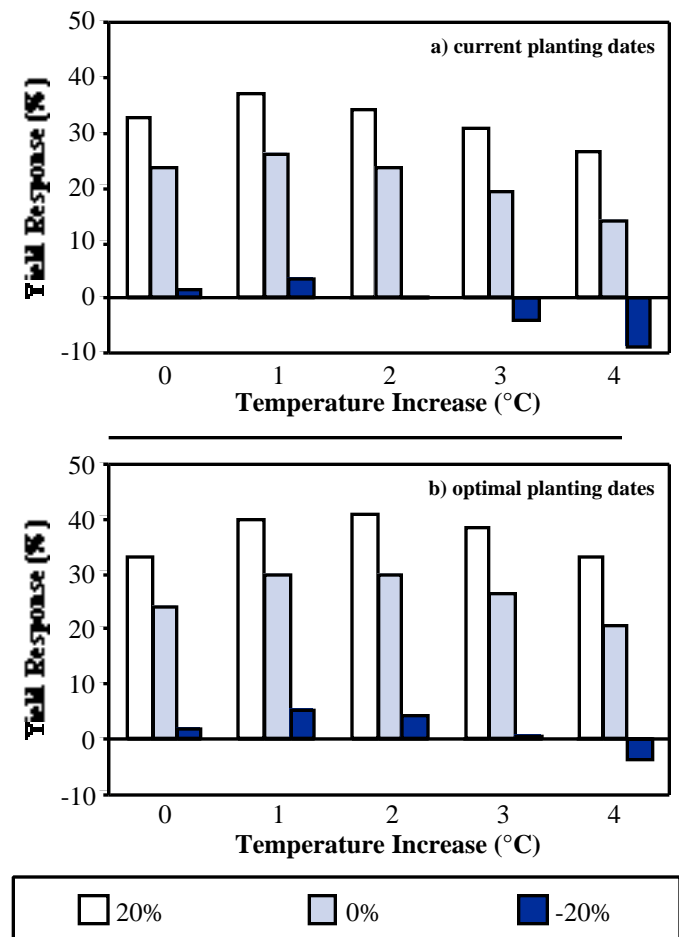 50
a) current planting dates
40
30
20
10
0
-10
Yield Response (%)
0 1 2 3 4
Temperature Increase (°C)
50
b) optimal planting dates
40
30
20
10
0
-10
Yield Response (%)
0 1 2 3 4
Temperature Increase (°C)
20% 0% -20%